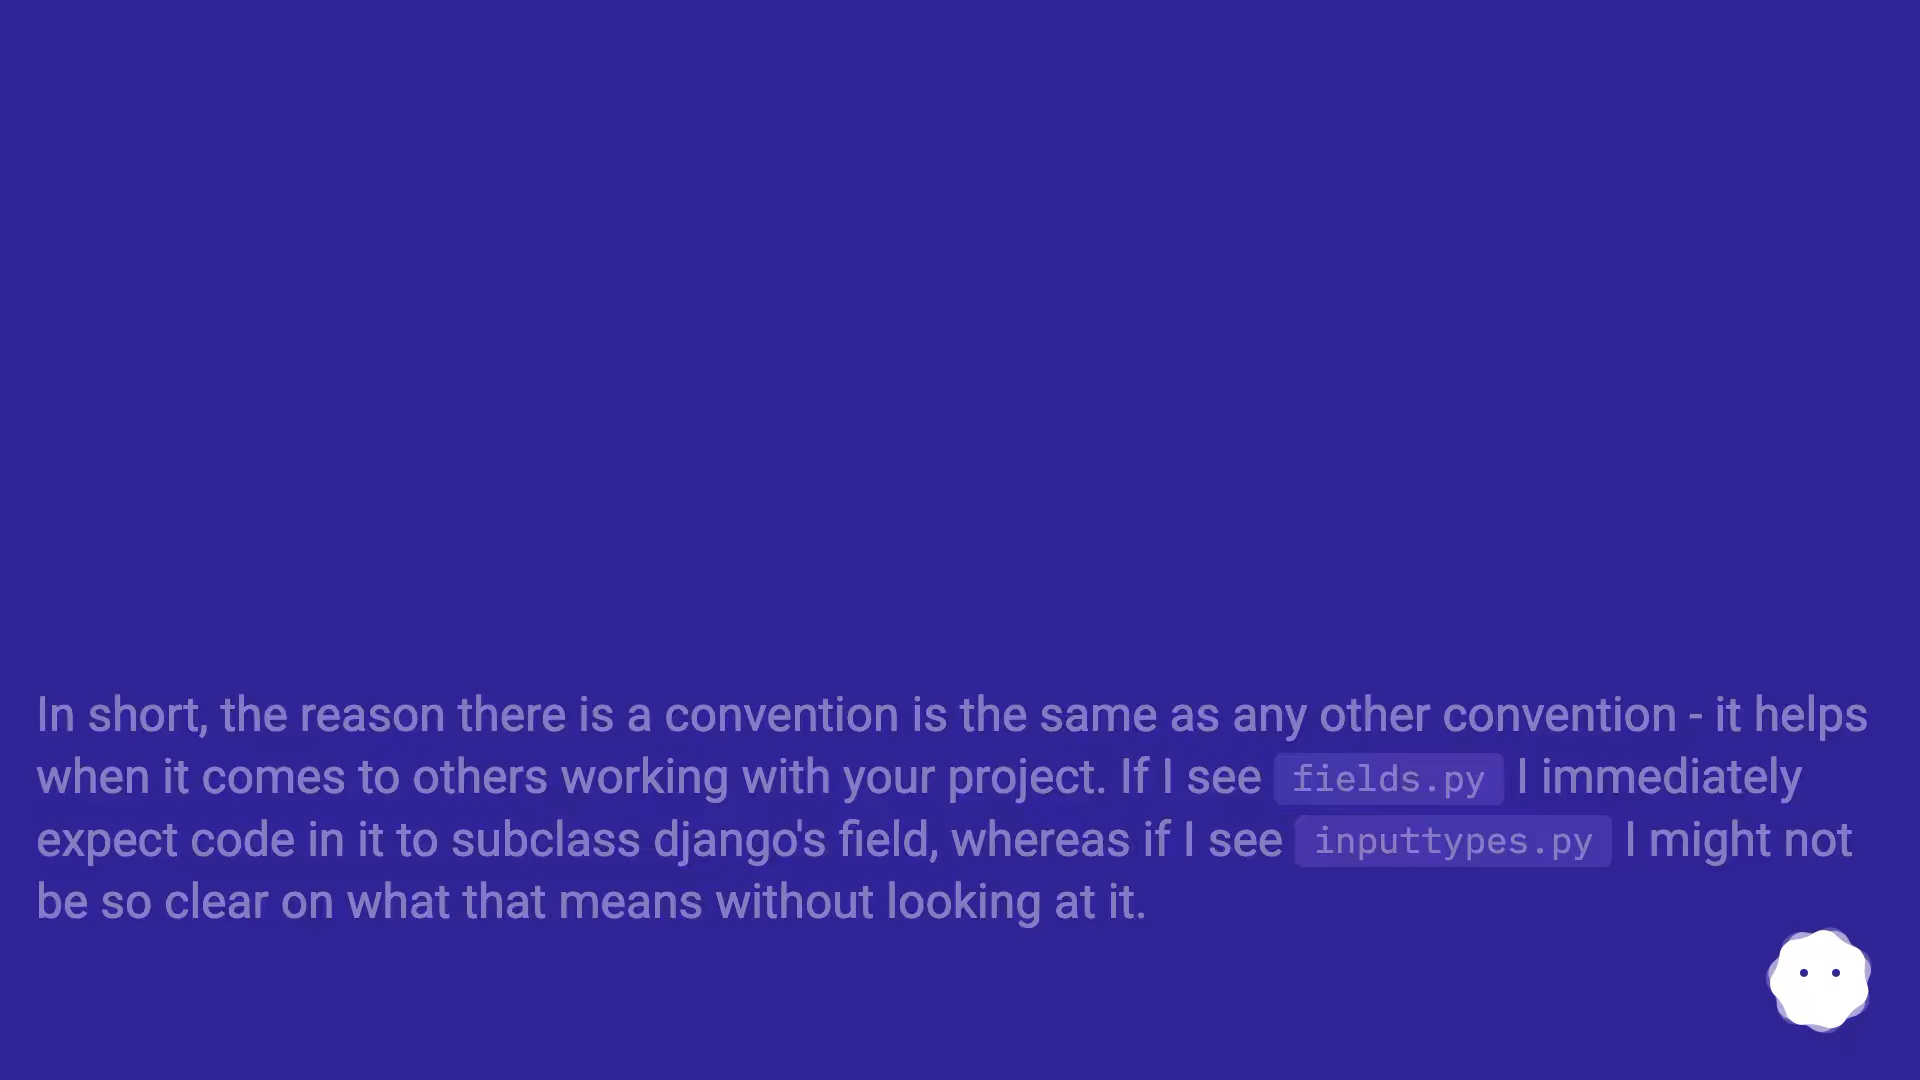 In short, the reason there is a convention is the same as any other convention - it helps
when it comes to others working with your project. If I see fields.py I immediately
expect code in it to subclass django's field, whereas if I see inputtypes.py I might not
be so clear on what that means without looking at it.